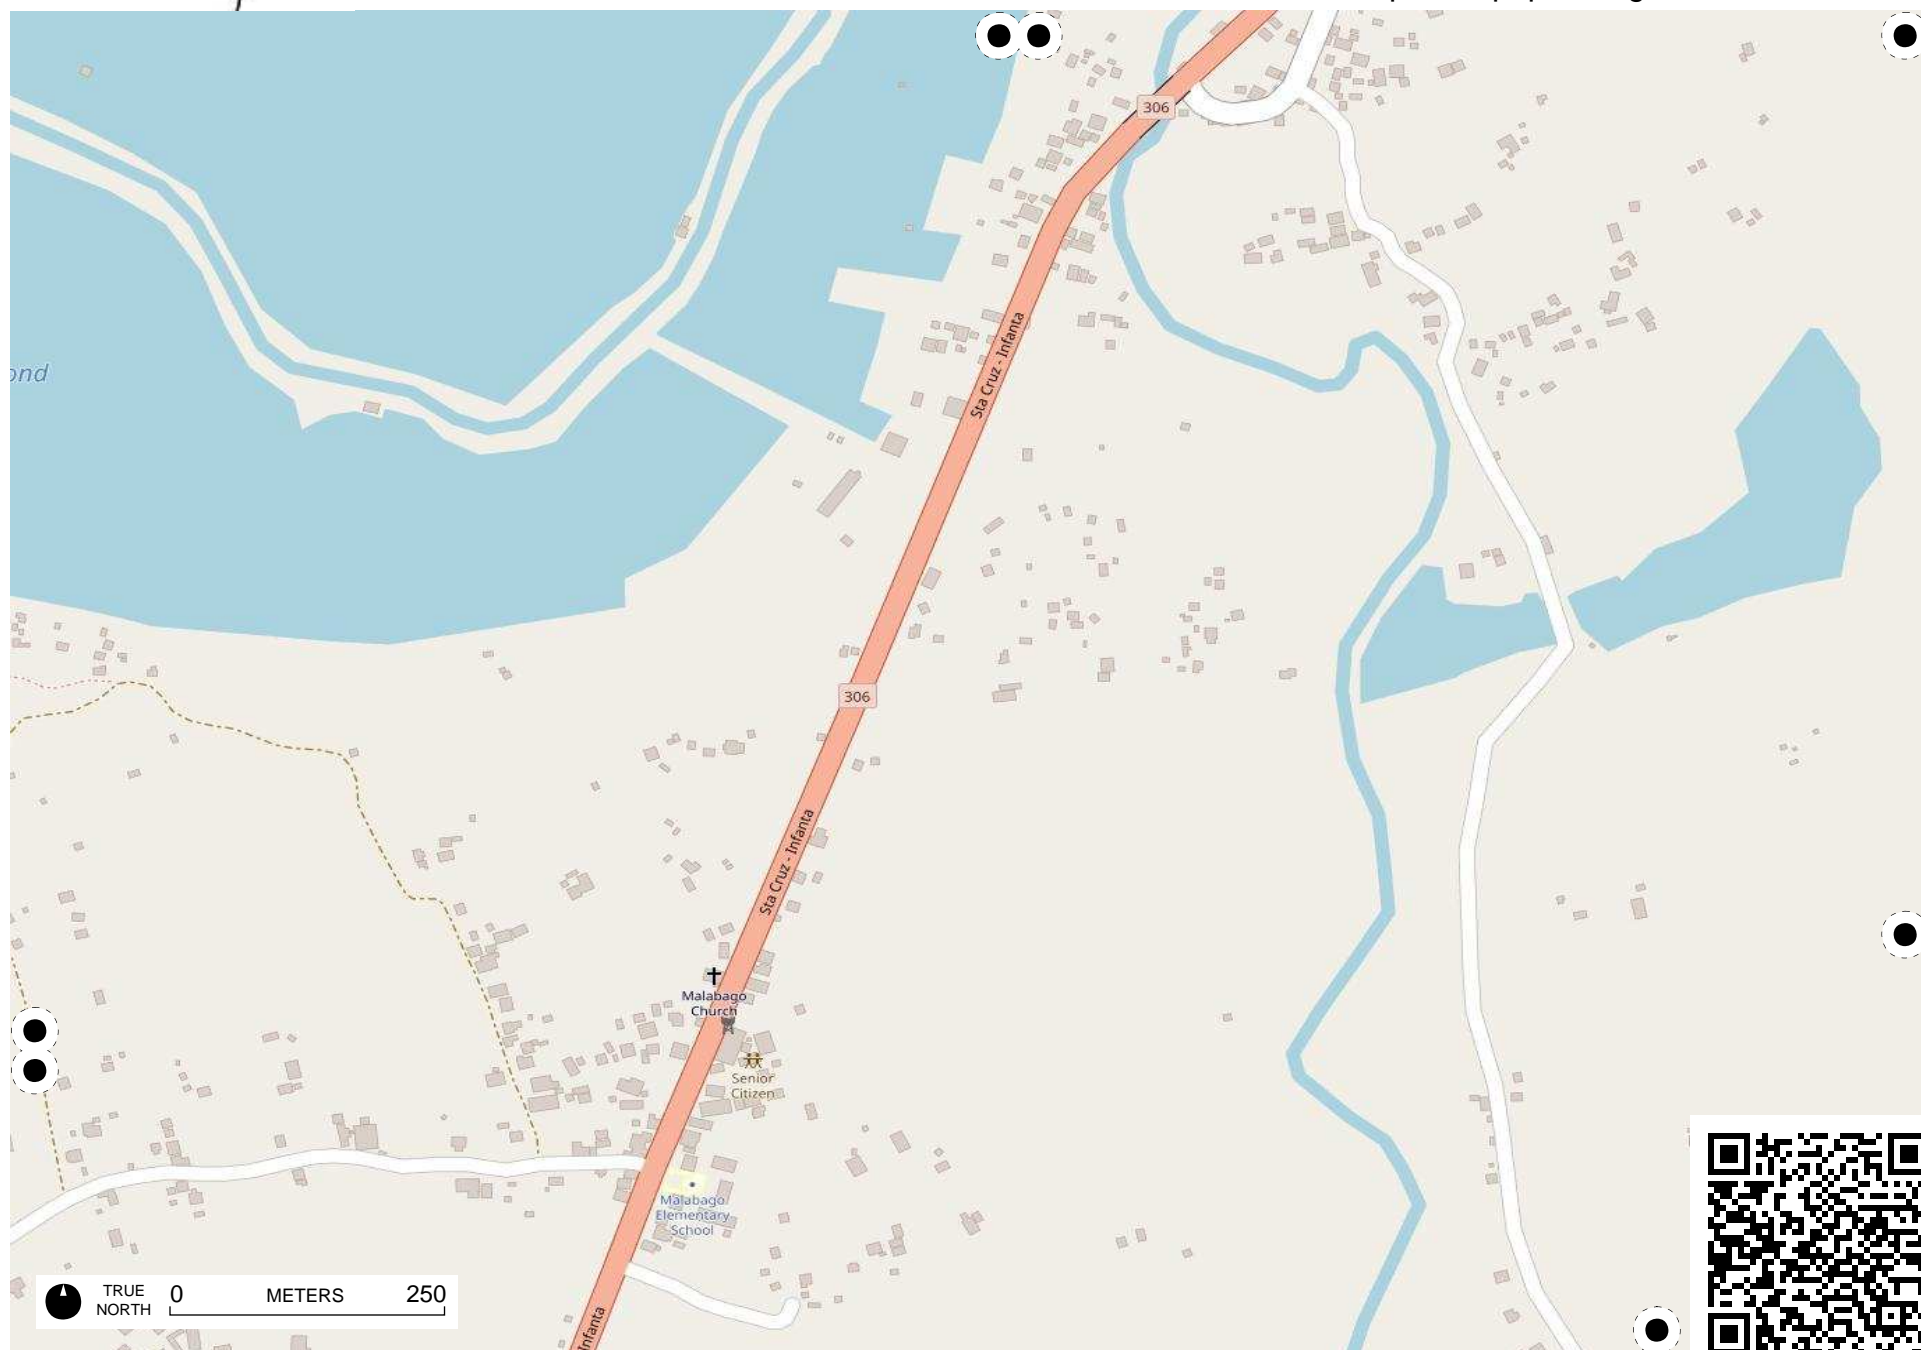 306
Sta Cruz - Infanta
ond
306
Sta Cruz - Infanta
Malabago
Church
Senior
Citizen
Malabago
Elementary
School
TRUE
NORTH
0
METERS
250
Infanta